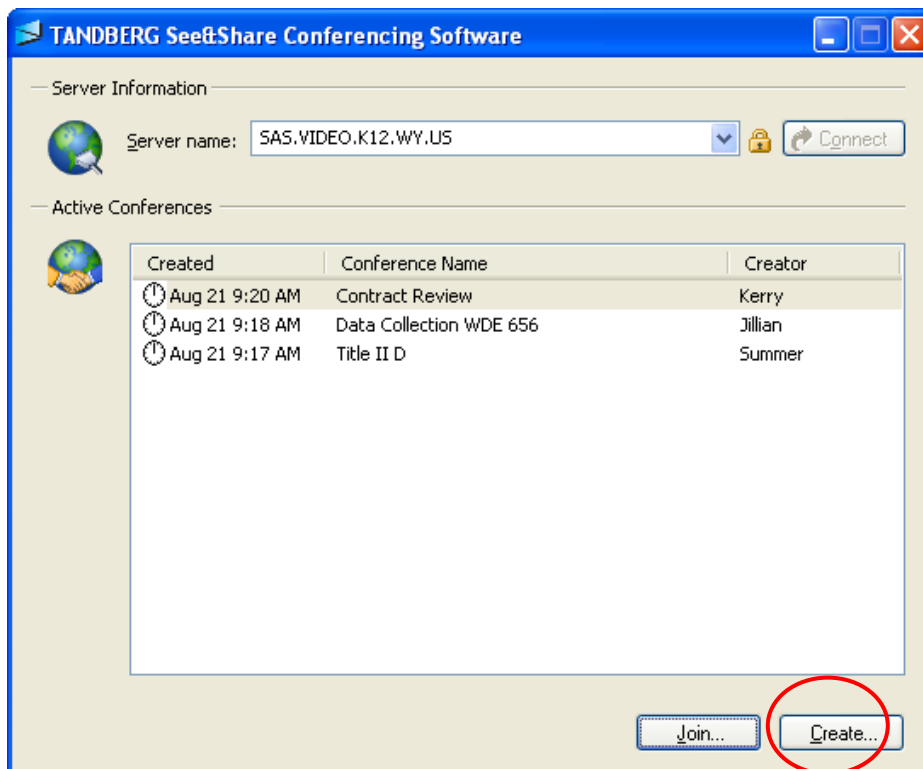 TANDBERG See&Share Conferencing Software
Server Information
Server name: SAS.VIDEO.K12.WY.US Connect
Active Conferences
Created Conference Name Creator
Aug 21 9:20 AM Contract Review Kerry
Aug 21 9:18 AM Data Collection WDE 656 Jillian
Aug 21 9:17 AM Title II D Summer
Join... Create...